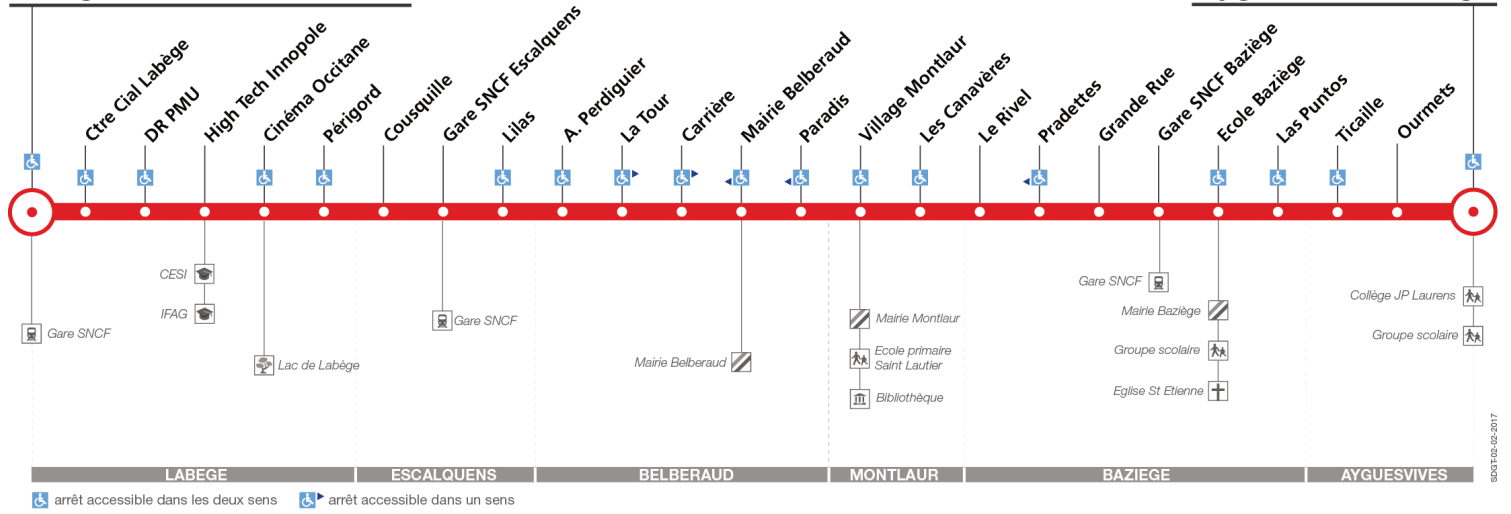 Ctre Cial Labège
DR PMU
High Tech Innopole
Cinéma Occitane
Périgord
Cousquille
Gare SNCF Escalquens
Lilas
A. Perdiguier
La Tour
Carrière
Mairie Belberaud
Paradis
Village Montlaur
Les Canavères
Le Rivel
Pradettes
Grande Rue
Gare SNCF Baziège
Ecole Baziège
Las Puntos
Ticaille
Ourmets
Gare SNCF
CESI
IFAG
Lac de Labège
Gare SNCF
Mairie Belberaud
Mairie Montlaur
Ecole primaire
Saint Lautier
Bibliothèque
Gare SNCF
Mairie Baziège
Groupe scolaire
Eglise St Etienne
Collège JP Laurens
Groupe scolaire
LABEGE
ESCALQUENS
BELBERAUD
MONTLAUR
BAZIEGE
AYGUESVIVES
arrêt accessible dans les deux sens
arrêt accessible dans un sens
SDGT-02-02-2017